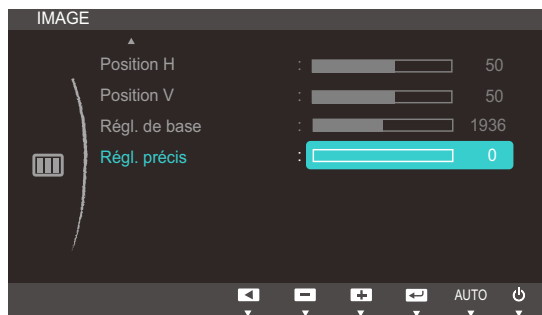 IMAGE
Position H : 50
Position V : 50
Régl. de base : 1936
Régl. précis : 0
AUTO